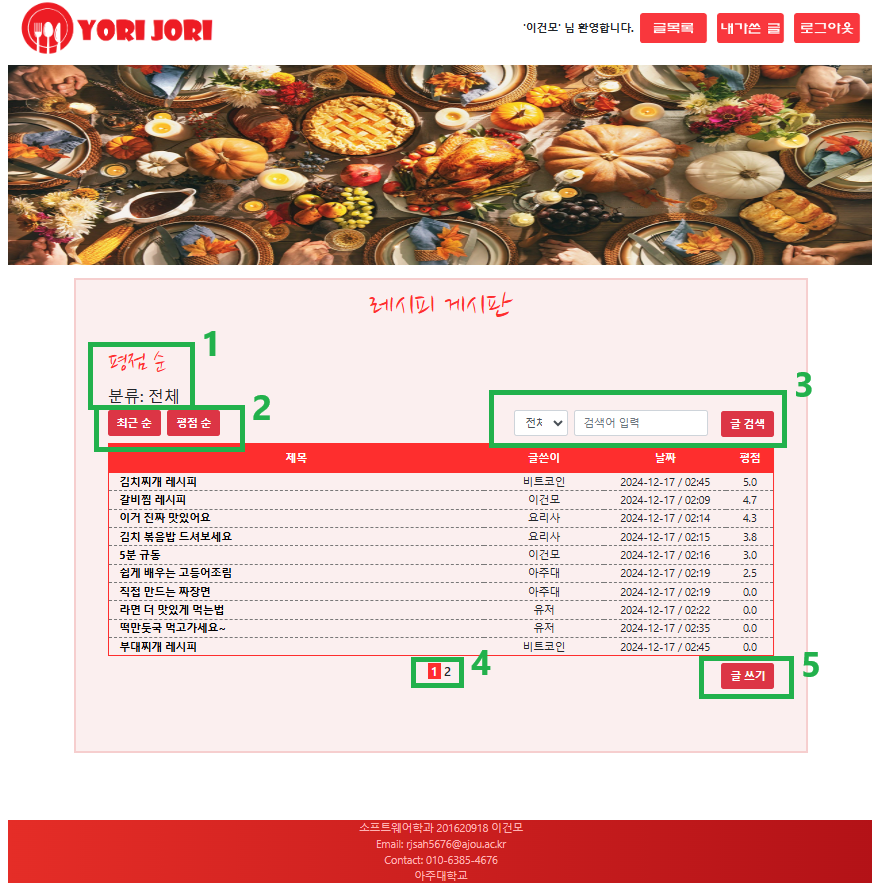 YORI JORI
'이건모' 님 환영합니다. 글목록 내가쓴 글 로그아웃
레시피 게시판
1
평점 순
분류: 전체
2
최근 순 평점 순
3
전체 검색어 입력 글 검색
제목 글쓴이 날짜 평점
김치찌개 레시피 비트코인 2024-12-17 / 02:45 5.0
갈비찜 레시피 이건모 2024-12-17 / 02:09 4.7
이거 진짜 맛있어요 요리사 2024-12-17 / 02:14 4.3
김치 볶음밥 드셔보세요 요리사 2024-12-17 / 02:15 3.8
5분 규동 이건모 2024-12-17 / 02:16 3.0
쉽게 배우는 고등어조림 아주대 2024-12-17 / 02:19 2.5
직접 만드는 짜장면 아주대 2024-12-17 / 02:19 0.0
라면 더 맛있게 먹는법 유저 2024-12-17 / 02:22 0.0
떡만둣국 먹고가세요~ 유저 2024-12-17 / 02:35 0.0
부대찌개 레시피 비트코인 2024-12-17 / 02:45 0.0
1 2 4
글 쓰기 5
소프트웨어학과 201620918 이건모
Email: rjsah5676@ajou.ac.kr
Contact: 010-6385-4676
아주대학교